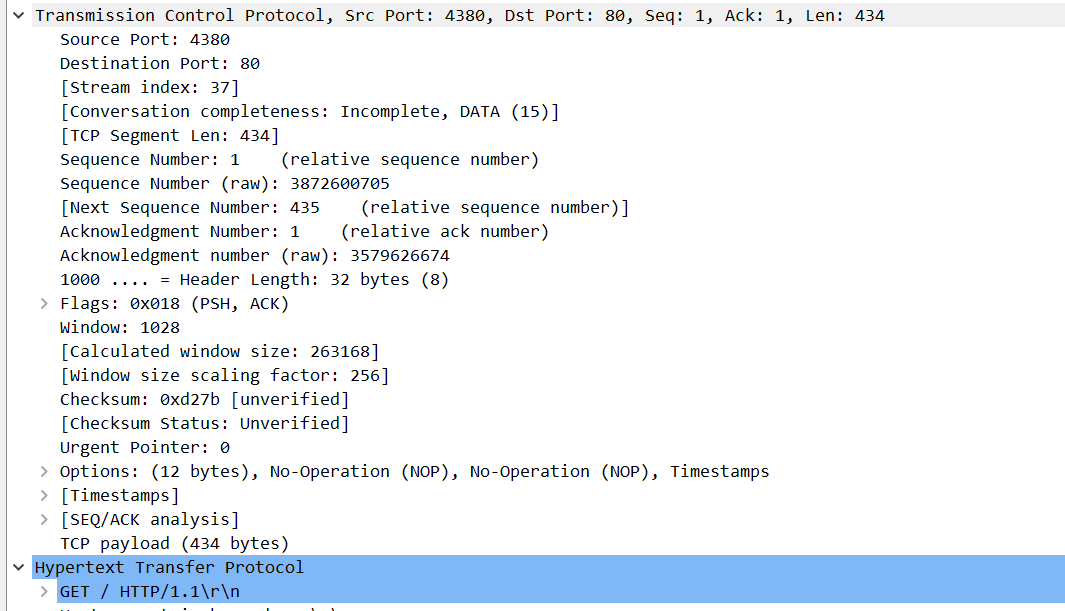 Transmission Control Protocol, Src Port: 4380, Dst Port: 80, Seq: 1, Ack: 1, Len: 434
Source Port: 4380
Destination Port: 80
[Stream index: 37]
[Conversation completeness: Incomplete, DATA (15)]
[TCP Segment Len: 434]
Sequence Number: 1    (relative sequence number)
Sequence Number (raw): 3872600705
[Next Sequence Number: 435    (relative sequence number)]
Acknowledgment Number: 1    (relative ack number)
Acknowledgment number (raw): 3579626674
1000 .... = Header Length: 32 bytes (8)
Flags: 0x018 (PSH, ACK)
Window: 1028
[Calculated window size: 263168]
[Window size scaling factor: 256]
Checksum: 0xd27b [unverified]
[Checksum Status: Unverified]
Urgent Pointer: 0
Options: (12 bytes), No-Operation (NOP), No-Operation (NOP), Timestamps
[Timestamps]
[SEQ/ACK analysis]
TCP payload (434 bytes)
Hypertext Transfer Protocol
GET / HTTP/1.1\r\n